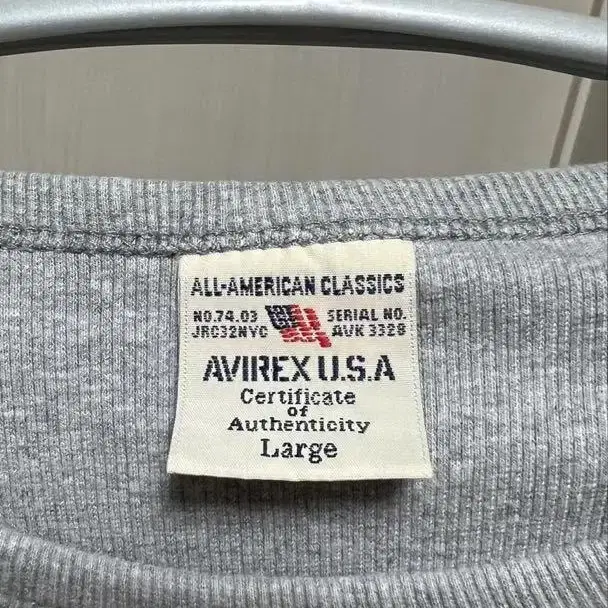 ALL-AMERICAN CLASSICS
NO.74.03 SERIAL NO.
JRC32NYC AVK 3328
AVIREX U.S.A
Certificate
of
Authenticity
Large